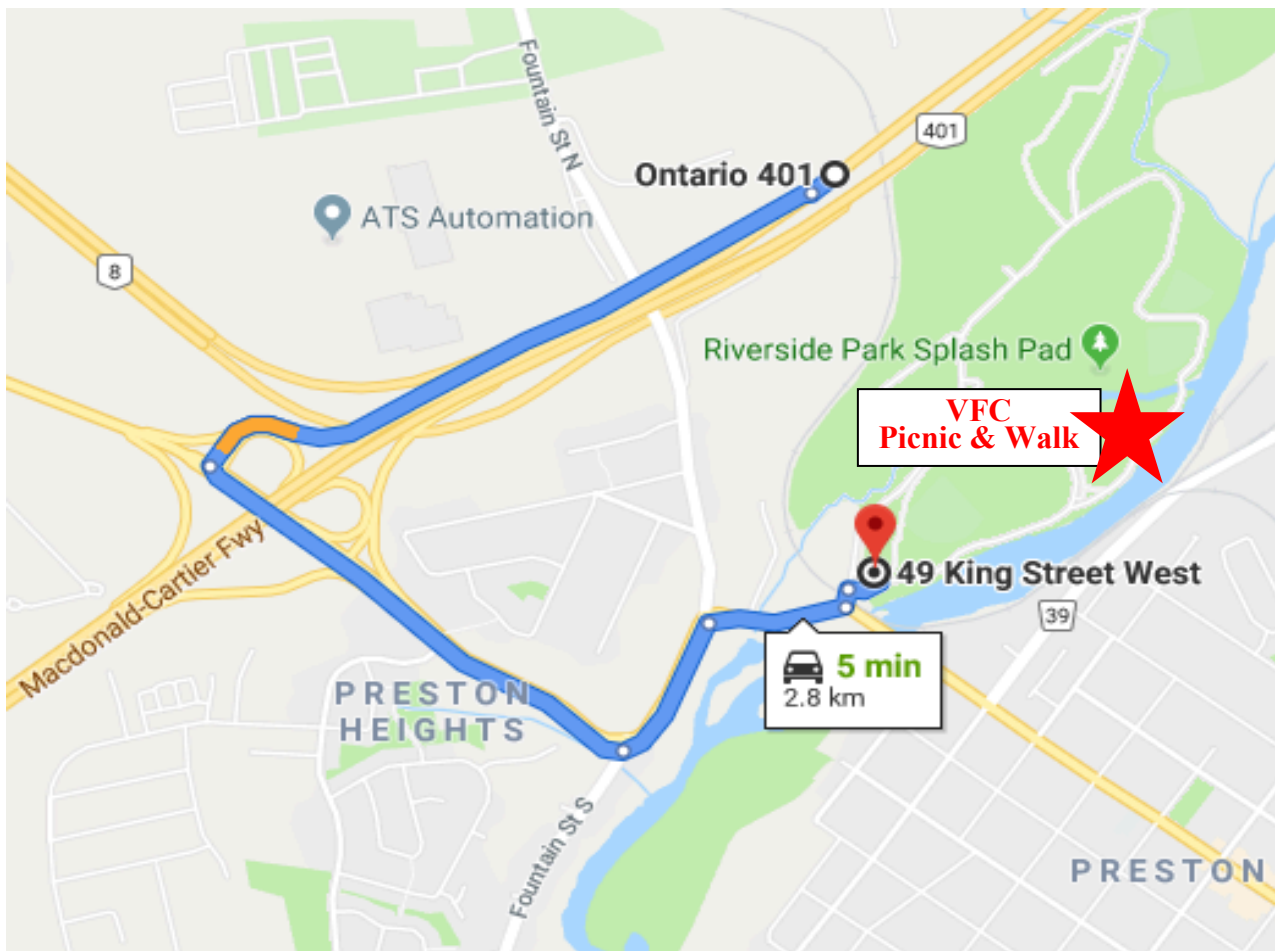 Fountain St N
401
Ontario 401
ATS Automation
8
Riverside Park Splash Pad
VFC
Picnic & Walk
49 King Street West
Macdonald-Cartier Fwy
39
5 min
2.8 km
PRESTON
HEIGHTS
Fountain St S
PRESTON